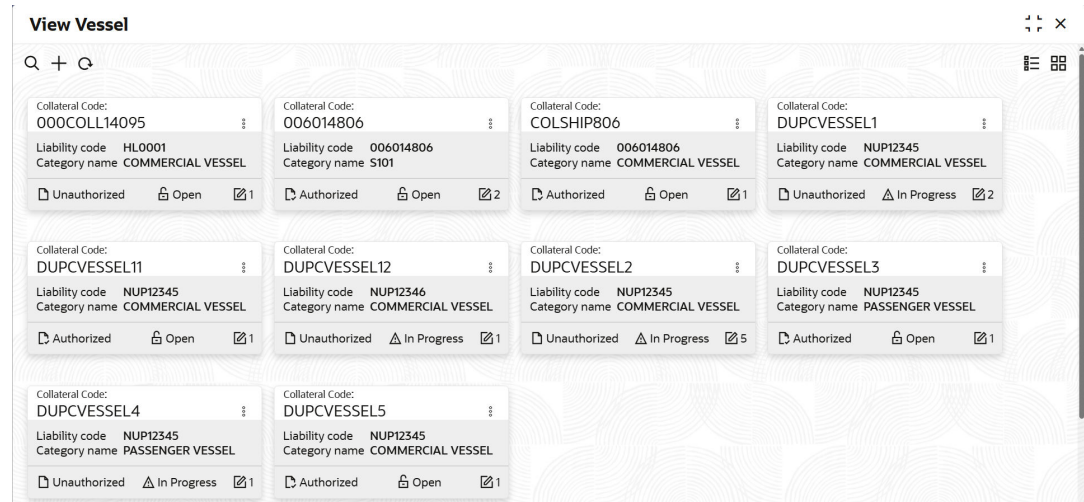 View Vessel
Collateral Code:
000COLL14095
Liability code HL0001
Category name COMMERCIAL VESSEL
Unauthorized Open 1
Collateral Code:
006014806
Liability code 006014806
Category name S101
Authorized Open 2
Collateral Code:
COLSHIP806
Liability code 006014806
Category name COMMERCIAL VESSEL
Authorized Open 1
Collateral Code:
DUPCVESSEL1
Liability code NUP12345
Category name COMMERCIAL VESSEL
Unauthorized In Progress 2
Collateral Code:
DUPCVESSEL11
Liability code NUP12345
Category name COMMERCIAL VESSEL
Authorized Open 1
Collateral Code:
DUPCVESSEL12
Liability code NUP12346
Category name COMMERCIAL VESSEL
Unauthorized In Progress 1
Collateral Code:
DUPCVESSEL2
Liability code NUP12345
Category name COMMERCIAL VESSEL
Unauthorized In Progress 5
Collateral Code:
DUPCVESSEL3
Liability code NUP12345
Category name PASSENGER VESSEL
Authorized Open 1
Collateral Code:
DUPCVESSEL4
Liability code NUP12345
Category name PASSENGER VESSEL
Unauthorized In Progress 1
Collateral Code:
DUPCVESSEL5
Liability code NUP12345
Category name COMMERCIAL VESSEL
Authorized Open 1